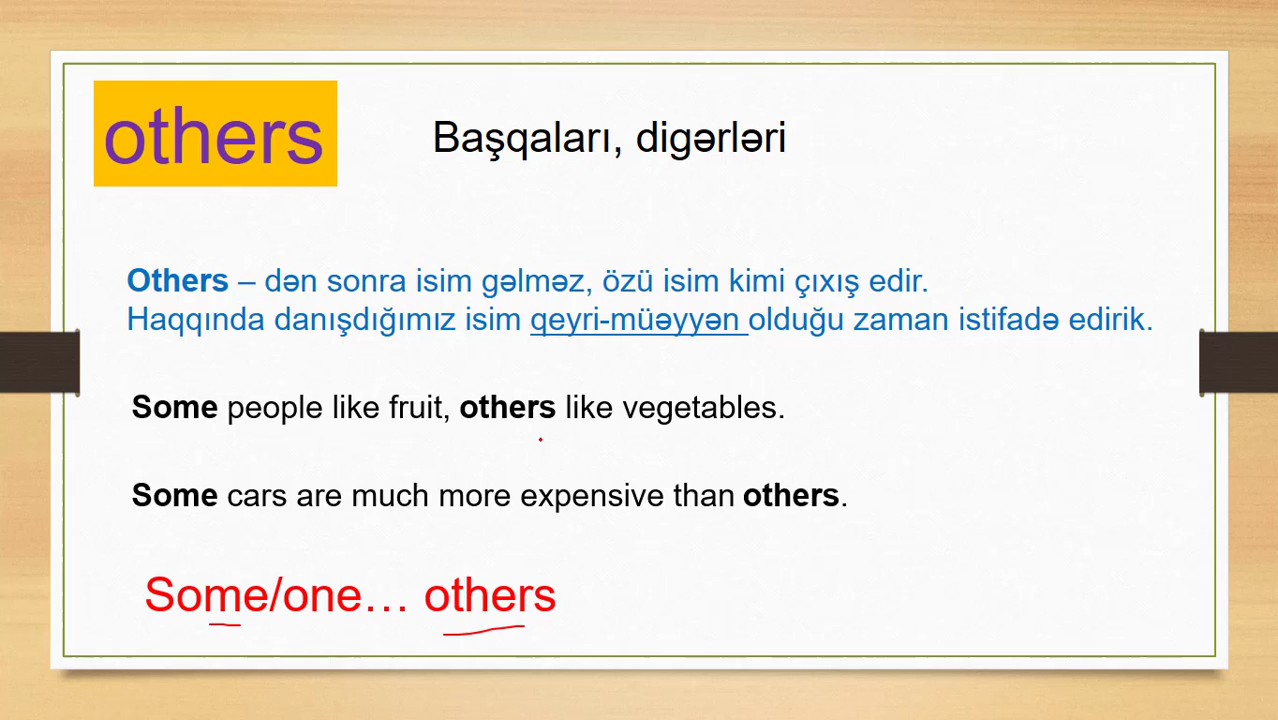 others
Başqaları, digərləri
Others – dən sonra isim gəlməz, özü isim kimi çıxış edir.
Haqqında danışdığımız isim qeyri-müəyyən olduğu zaman istifadə edirik.
Some people like fruit, others like vegetables.
Some cars are much more expensive than others.
Some/one… others